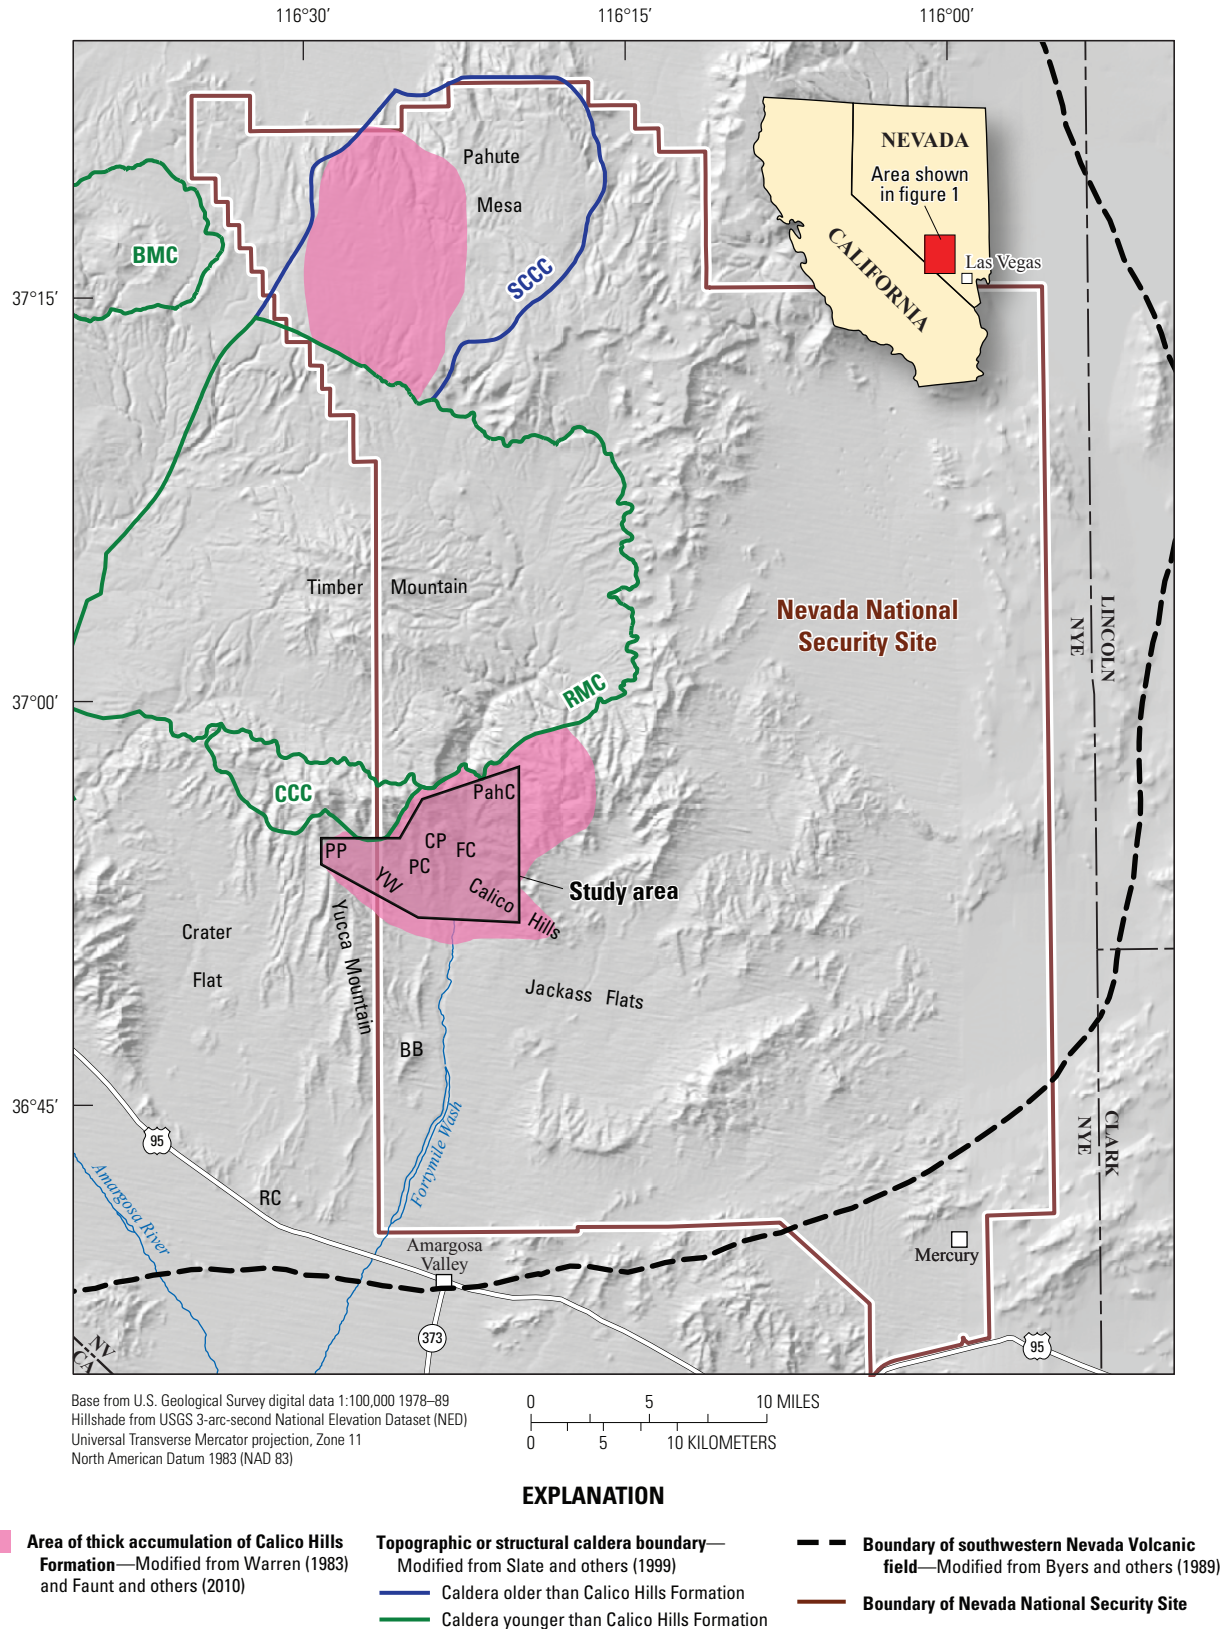 116°30′
116°15′
116°00′
Pahute
Mesa
NEVADA
Area shown
in figure 1
BMC
CALIFORNIA
Las Vegas
SCCC
37°15′
Timber Mountain
Nevada National
Security Site
LINCOLN
NYE
RMC
37°00′
CCC
PahC
CP
FC
PP
PC
YW
Calico
Hills
Study area
Yucca Mountain
Crater
Flat
Jackass Flats
BB
36°45′
95
Fortymile Wash
CLARK
NYE
Amargosa River
RC
Amargosa
Valley
Mercury
373
NV
CA
95
Base from U.S. Geological Survey digital data 1:100,000 1978–89
Hillshade from USGS 3-arc-second National Elevation Dataset (NED)
Universal Transverse Mercator projection, Zone 11
North American Datum 1983 (NAD 83)
0 5 10 MILES
0 5 10 KILOMETERS
EXPLANATION
Area of thick accumulation of Calico Hills
Formation—Modified from Warren (1983)
and Faunt and others (2010)
Topographic or structural caldera boundary—
Modified from Slate and others (1999)
Caldera older than Calico Hills Formation
Caldera younger than Calico Hills Formation
Boundary of southwestern Nevada Volcanic
field—Modified from Byers and others (1989)
Boundary of Nevada National Security Site